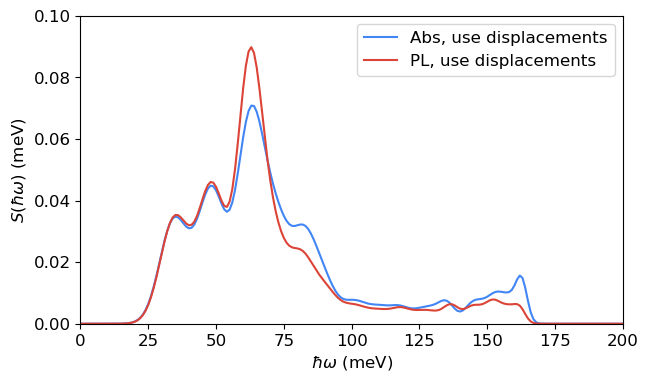 Abs, use displacements
PL, use displacements
S(ħω) (meV)
0.10
0.08
0.06
0.04
0.02
0.00
0 25 50 75 100 125 150 175 200
ħω (meV)